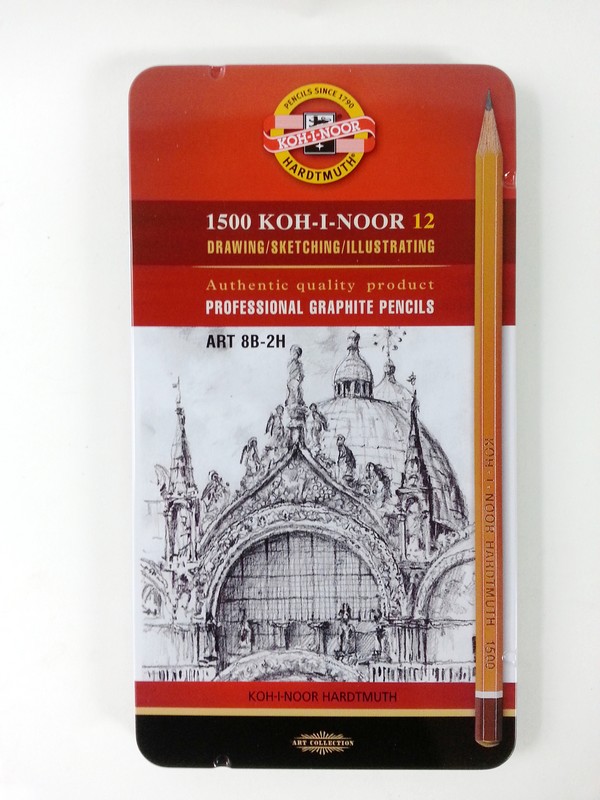 PENCILS SINCE 1790
KOH-I-NOOR
HARDTMUTH®
1500 KOH-I-NOOR 12
DRAWING/SKETCHING/ILLUSTRATING
Authentic quality product
PROFESSIONAL GRAPHITE PENCILS
ART 8B-2H
KOH-I-NOOR HARDTMUTH 1500
KOH-I-NOOR HARDTMUTH
ART COLLECTION